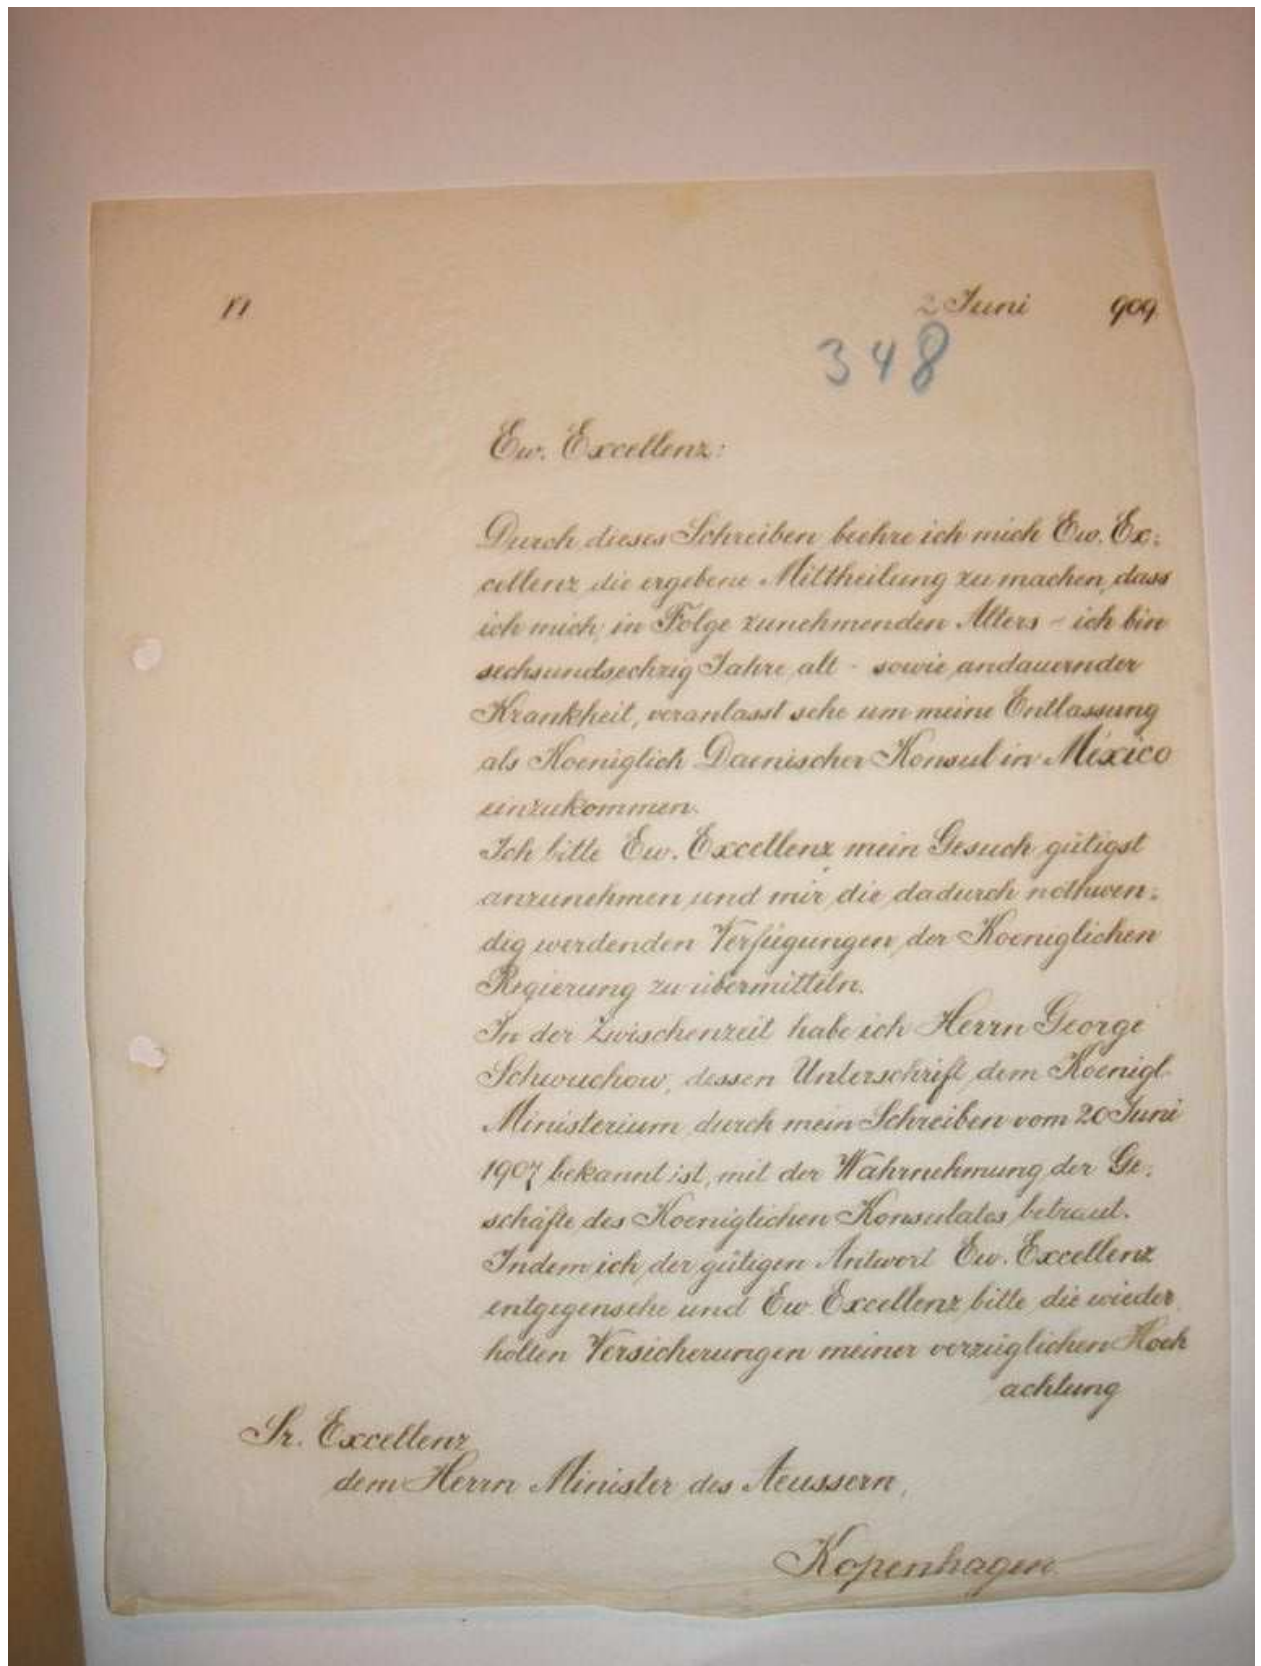 17 2 Juni 909
348
Ew. Excellenz:
Durch dieses Schreiben beehre ich mich Ew. Ex:
cellenz die ergebene Mittheilung zu machen, dass
ich mich, in Folge zunehmenden Alters - ich bin
sechsundsechzig Jahre alt - sowie andauernder
Krankheit, veranlasst sehe um meine Entlassung
als Koeniglich Daenischer Konsul in México
einzukommen.
Ich bitte Ew. Excellenz mein Gesuch gütigst
anzunehmen und mir die dadurch nothwen:
dig werdenden Verfügungen der Koeniglichen
Regierung zu übermitteln.
In der Zwischenzeit habe ich Herrn George
Schwuchow, dessen Unterschrift dem Koenigl.
Ministerium durch mein Schreiben vom 20 Juni
1907 bekannt ist, mit der Wahrnehmung der Ge:
schäfte des Koeniglichen Konsulates betraut.
Indem ich der gütigen Antwort Ew. Excellenz
entgegensehe und Ew. Excellenz bitte die wieder
holten Versicherungen meiner vorzüglichen Hoch
achtung
Sr. Excellenz
dem Herrn Minister des Aeussern,
Kopenhagen.